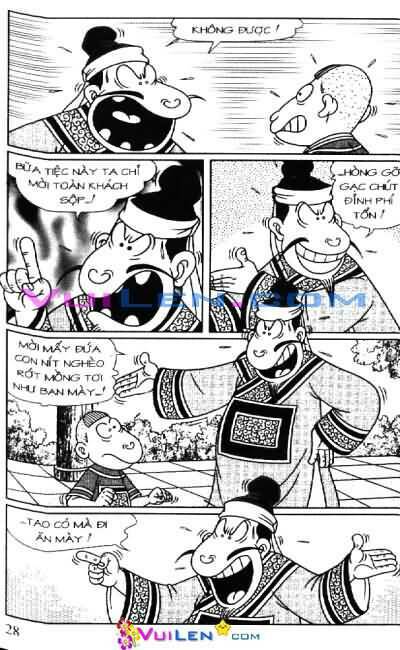 KHÔNG ĐƯỢC!
BỮA TIỆC NÀY TA CHỈ
MỜI TOÀN KHÁCH
SỘP...!
...HÒNG GỠ
GẠC CHÚT
ĐỈNH PHÍ
TỔN!
VUILEN.COM
MỜI MẤY ĐỨA
CON NÍT NGHÈO
RỚT MỒNG TƠI
NHƯ BAN MÀY...!
...TAO CÓ MÀ ĐI
ĂN MÀY!
28
VUILEN.COM